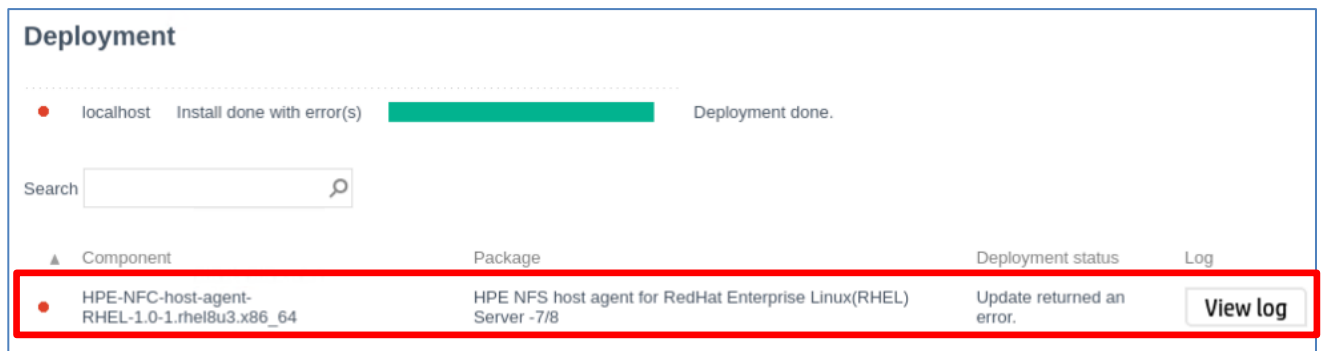 Deployment
localhost Install done with error(s) Deployment done.
Search
Component Package Deployment status Log
HPE-NFC-host-agent- HPE NFS host agent for RedHat Enterprise Linux(RHEL) Update returned an View log
RHEL-1.0-1.rhel8u3.x86_64 Server -7/8 error.